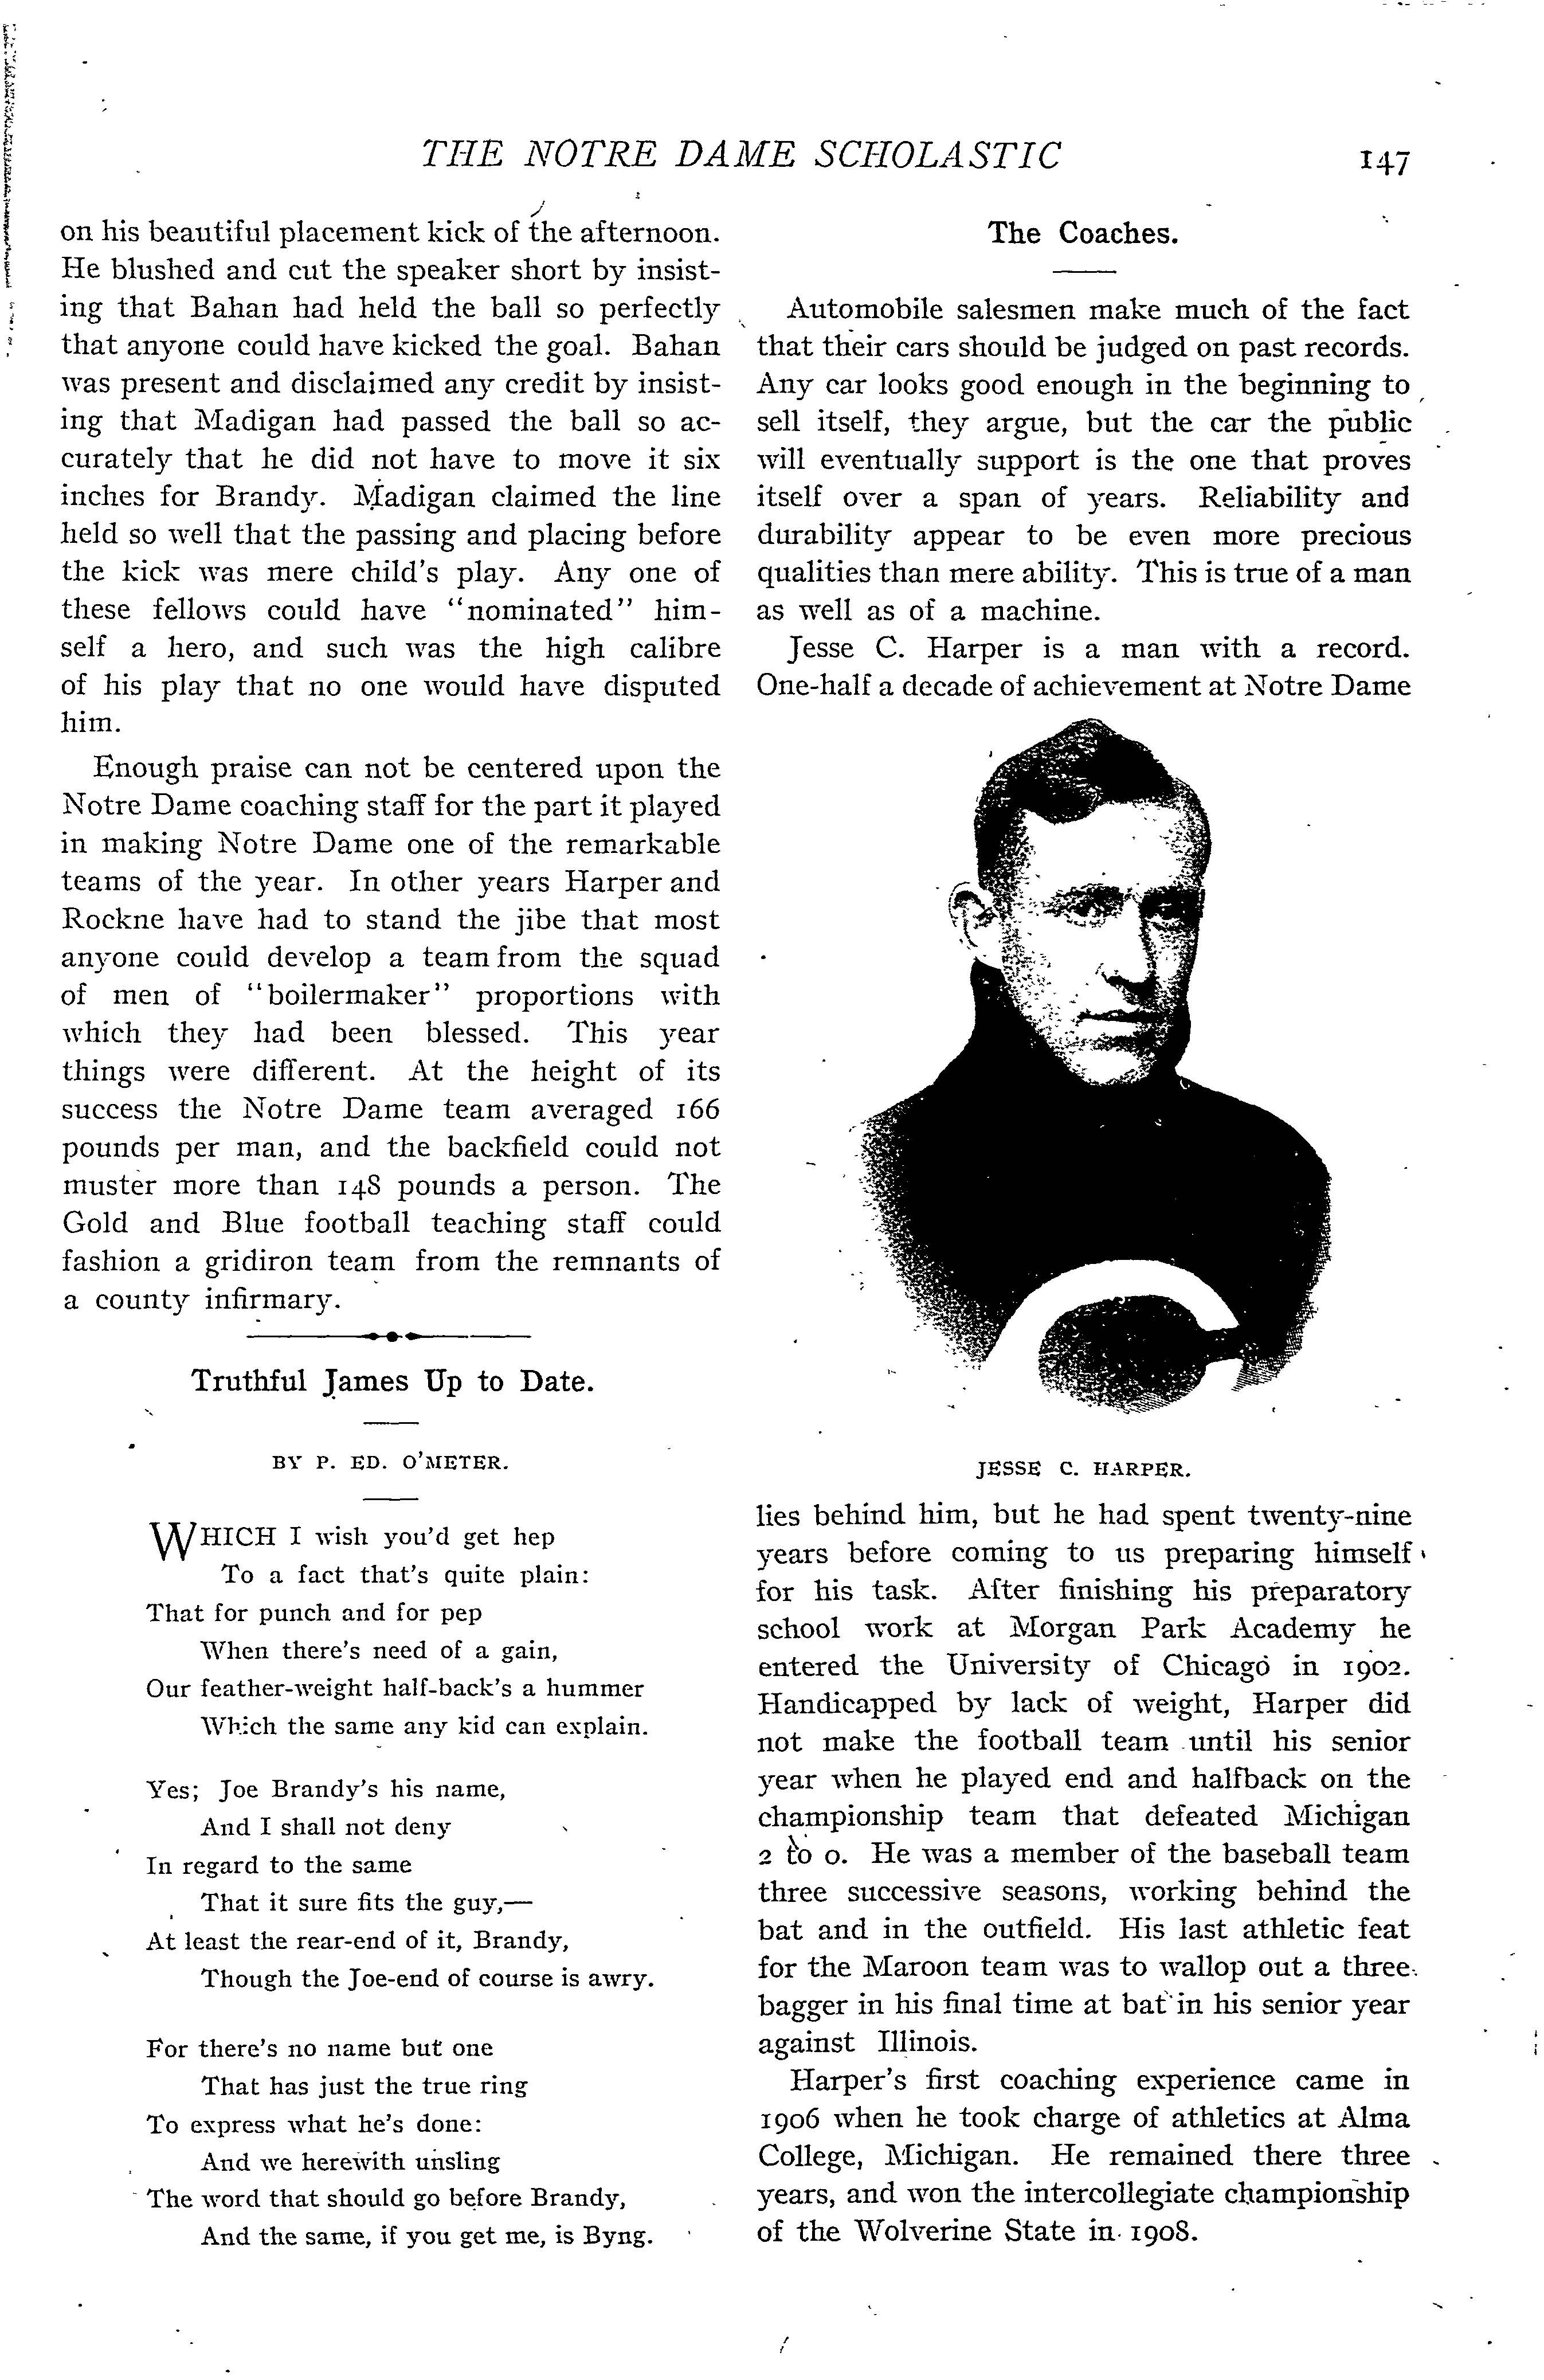 THE NOTRE DAME SCHOLASTIC 147
on his beautiful placement kick of the afternoon.
He blushed and cut the speaker short by insist-
ing that Bahan had held the ball so perfectly
that anyone could have kicked the goal. Bahan
was present and disclaimed any credit by insist-
ing that Madigan had passed the ball so ac-
curately that he did not have to move it six
inches for Brandy. Madigan claimed the line
held so well that the passing and placing before
the kick was mere child's play. Any one of
these fellows could have "nominated" him-
self a hero, and such was the high calibre
of his play that no one would have disputed
him.
Enough praise can not be centered upon the
Notre Dame coaching staff for the part it played
in making Notre Dame one of the remarkable
teams of the year. In other years Harper and
Rockne have had to stand the jibe that most
anyone could develop a team from the squad
of men of "boilermaker" proportions with
which they had been blessed. This year
things were different. At the height of its
success the Notre Dame team averaged 166
pounds per man, and the backfield could not
muster more than 148 pounds a person. The
Gold and Blue football teaching staff could
fashion a gridiron team from the remnants of
a county infirmary.
Truthful James Up to Date.
BY P. ED. O'METER.
WHICH I wish you'd get hep
To a fact that's quite plain:
That for punch and for pep
When there's need of a gain,
Our feather-weight half-back's a hummer
Which the same any kid can explain.
Yes; Joe Brandy's his name,
And I shall not deny
In regard to the same
That it sure fits the guy,—
At least the rear-end of it, Brandy,
Though the Joe-end of course is awry.
For there's no name but one
That has just the true ring
To express what he's done:
And we herewith unsling
The word that should go before Brandy,
And the same, if you get me, is Byng.
The Coaches.
Automobile salesmen make much of the fact
that their cars should be judged on past records.
Any car looks good enough in the beginning to
sell itself, they argue, but the car the public
will eventually support is the one that proves
itself over a span of years. Reliability and
durability appear to be even more precious
qualities than mere ability. This is true of a man
as well as of a machine.
Jesse C. Harper is a man with a record.
One-half a decade of achievement at Notre Dame
JESSE C. HARPER.
lies behind him, but he had spent twenty-nine
years before coming to us preparing himself
for his task. After finishing his preparatory
school work at Morgan Park Academy he
entered the University of Chicago in 1902.
Handicapped by lack of weight, Harper did
not make the football team until his senior
year when he played end and halfback on the
championship team that defeated Michigan
2 to 0. He was a member of the baseball team
three successive seasons, working behind the
bat and in the outfield. His last athletic feat
for the Maroon team was to wallop out a three
bagger in his final time at bat in his senior year
against Illinois.
Harper's first coaching experience came in
1906 when he took charge of athletics at Alma
College, Michigan. He remained there three
years, and won the intercollegiate championship
of the Wolverine State in 1908.